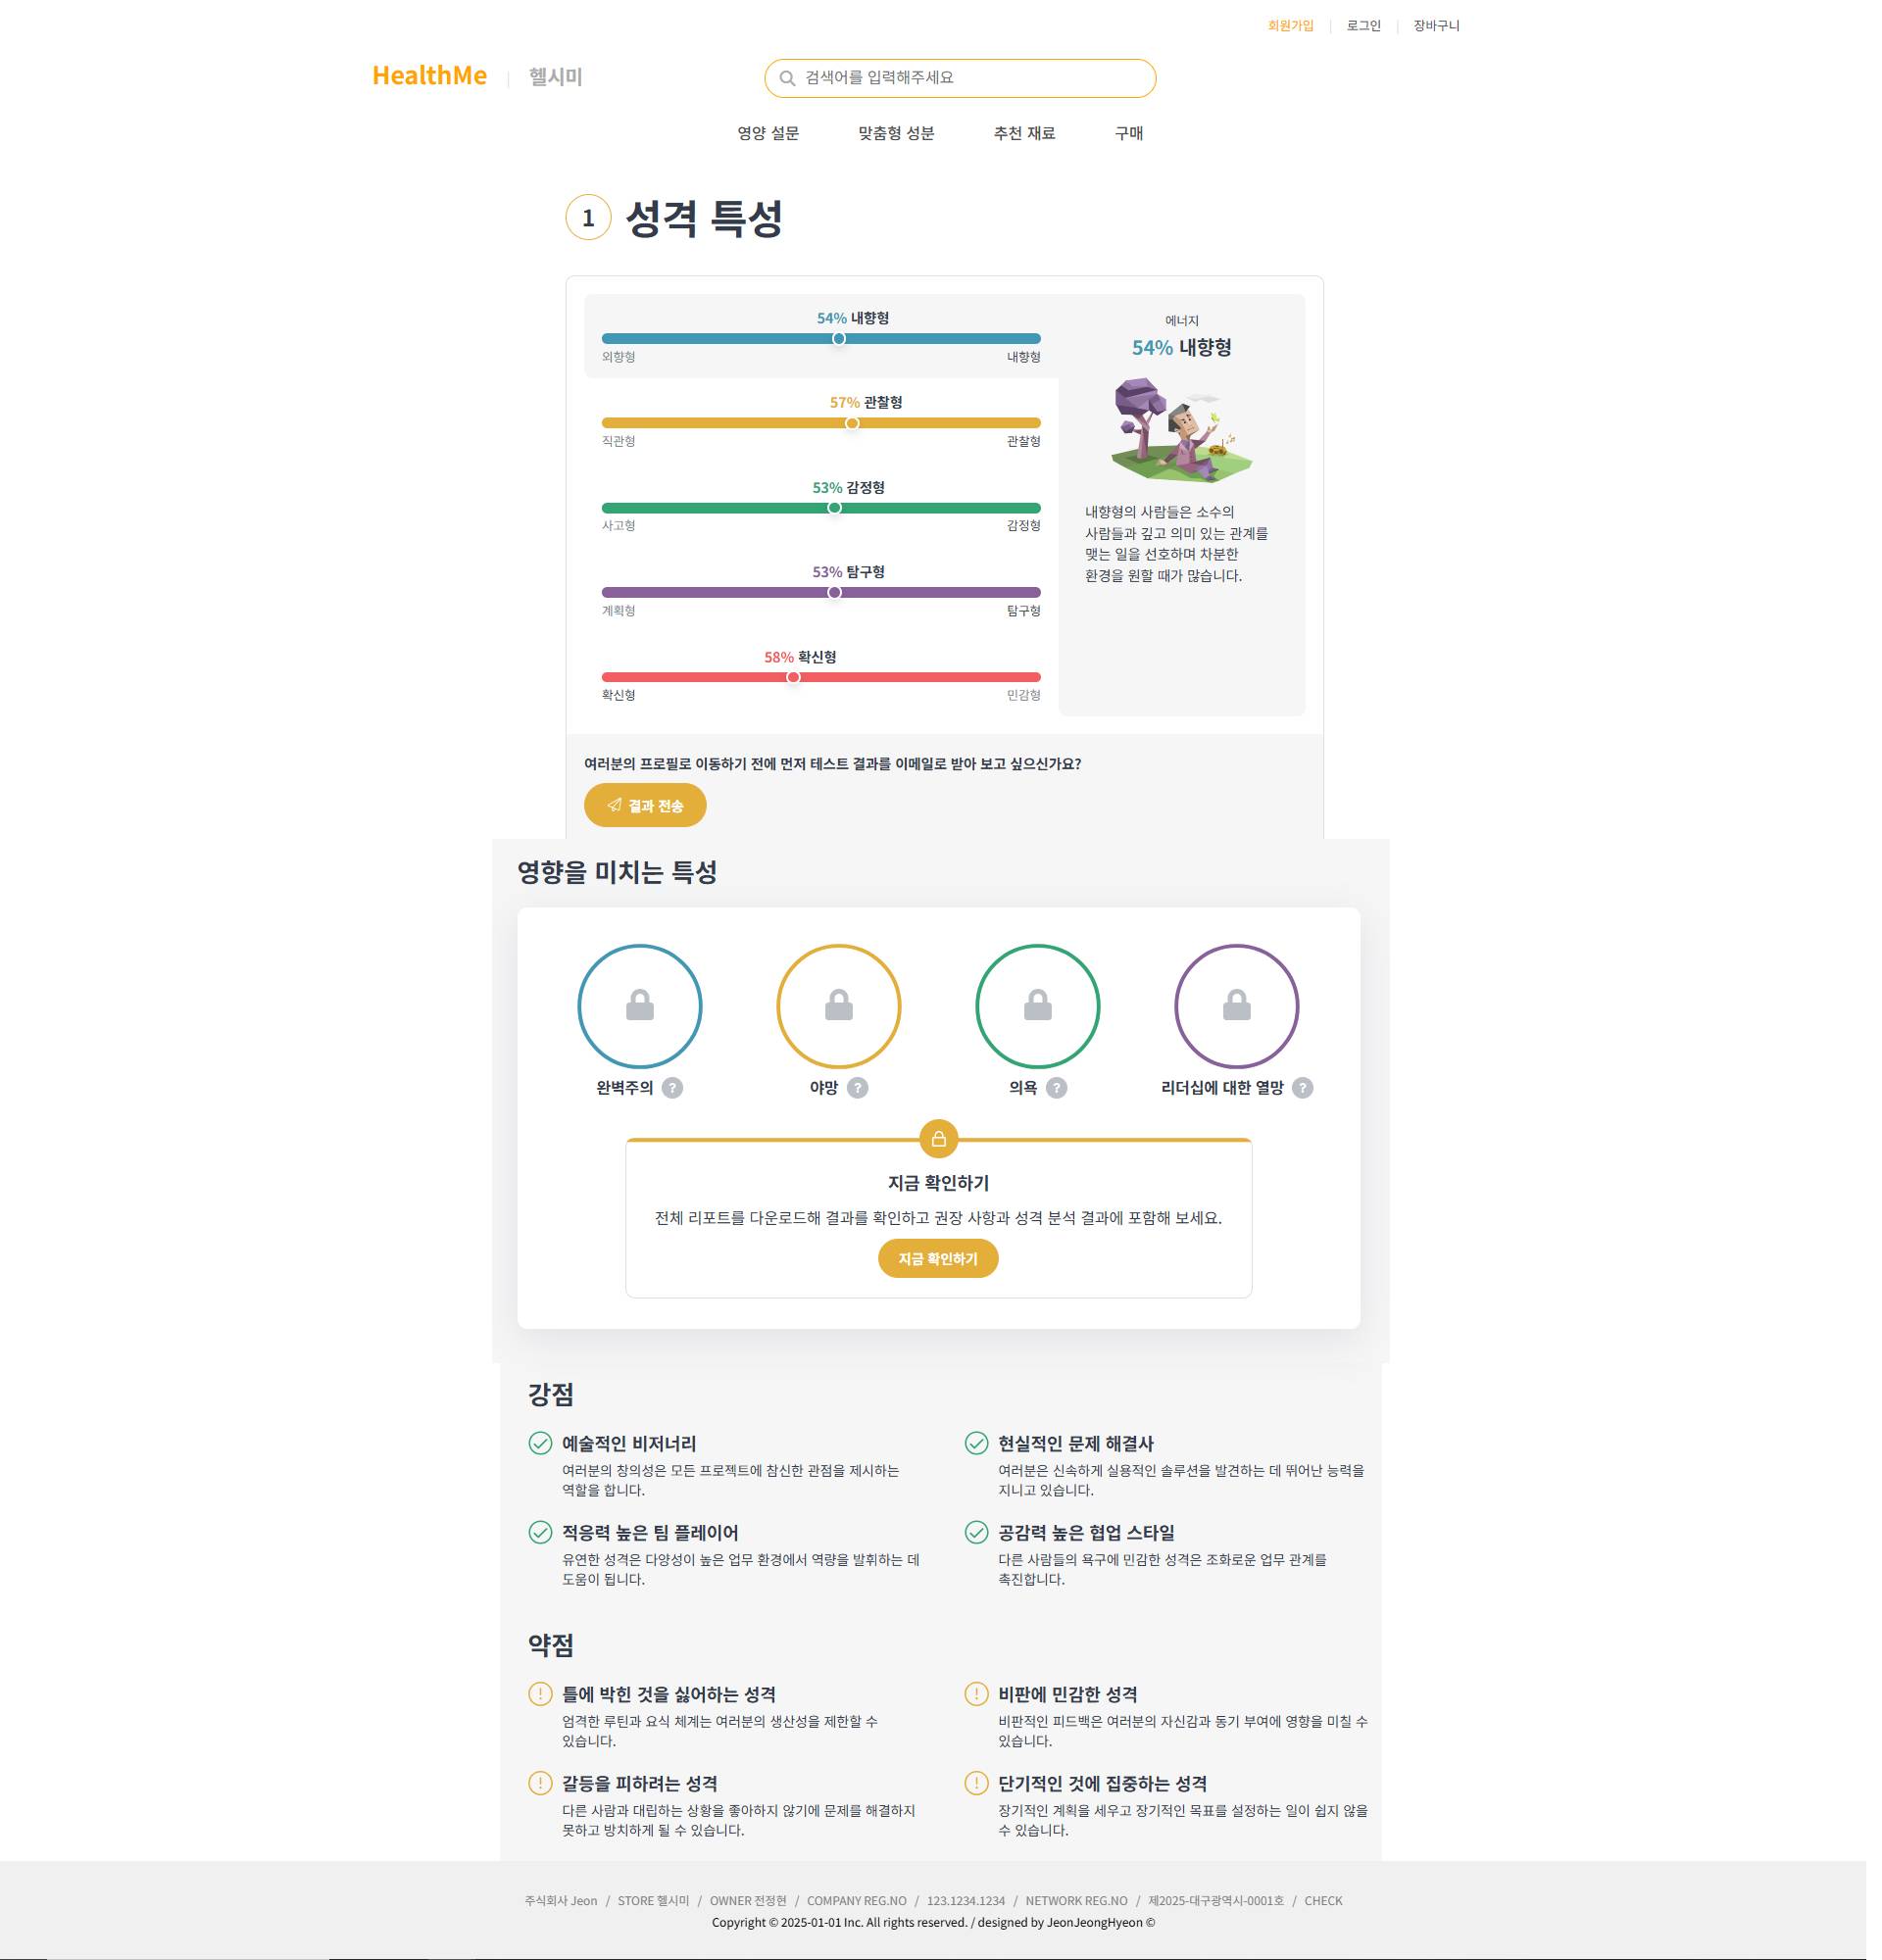 회원가입 로그인 장바구니
HealthMe 헬시미
검색어를 입력해주세요
영양 설문 맞춤형 성분 추천 재료 구매
1 성격 특성
54% 내향형
외향형 내향형
57% 관찰형
직관형 관찰형
53% 감정형
사고형 감정형
53% 탐구형
계획형 탐구형
58% 확신형
확신형 민감형
에너지
54% 내향형
내향형의 사람들은 소수의
사람들과 깊고 의미 있는 관계를
맺는 일을 선호하며 차분한
환경을 원할 때가 많습니다.
여러분의 프로필로 이동하기 전에 먼저 테스트 결과를 이메일로 받아 보고 싶으신가요?
결과 전송
영향을 미치는 특성
완벽주의 ? 야망 ? 의욕 ? 리더십에 대한 열망 ?
지금 확인하기
전체 리포트를 다운로드해 결과를 확인하고 권장 사항과 성격 분석 결과에 포함해 보세요.
지금 확인하기
강점
예술적인 비저너리
여러분의 창의성은 모든 프로젝트에 참신한 관점을 제시하는
역할을 합니다.
현실적인 문제 해결사
여러분은 신속하게 실용적인 솔루션을 발견하는 데 뛰어난 능력을
지니고 있습니다.
적응력 높은 팀 플레이어
유연한 성격은 다양성이 높은 업무 환경에서 역량을 발휘하는 데
도움이 됩니다.
공감력 높은 협업 스타일
다른 사람들의 욕구에 민감한 성격은 조화로운 업무 관계를
촉진합니다.
약점
틀에 박힌 것을 싫어하는 성격
엄격한 루틴과 요식 체계는 여러분의 생산성을 제한할 수
있습니다.
비판에 민감한 성격
비판적인 피드백은 여러분의 자신감과 동기 부여에 영향을 미칠 수
있습니다.
갈등을 피하려는 성격
다른 사람과 대립하는 상황을 좋아하지 않기에 문제를 해결하지
못하고 방치하게 될 수 있습니다.
단기적인 것에 집중하는 성격
장기적인 계획을 세우고 장기적인 목표를 설정하는 일이 쉽지 않을
수 있습니다.
주식회사 Jeon / STORE 헬시미 / OWNER 전정현 / COMPANY REG.NO / 123.1234.1234 / NETWORK REG.NO / 제2025-대구광역시-0001호 / CHECK
Copyright © 2025-01-01 Inc. All rights reserved. / designed by JeonJeongHyeon ©